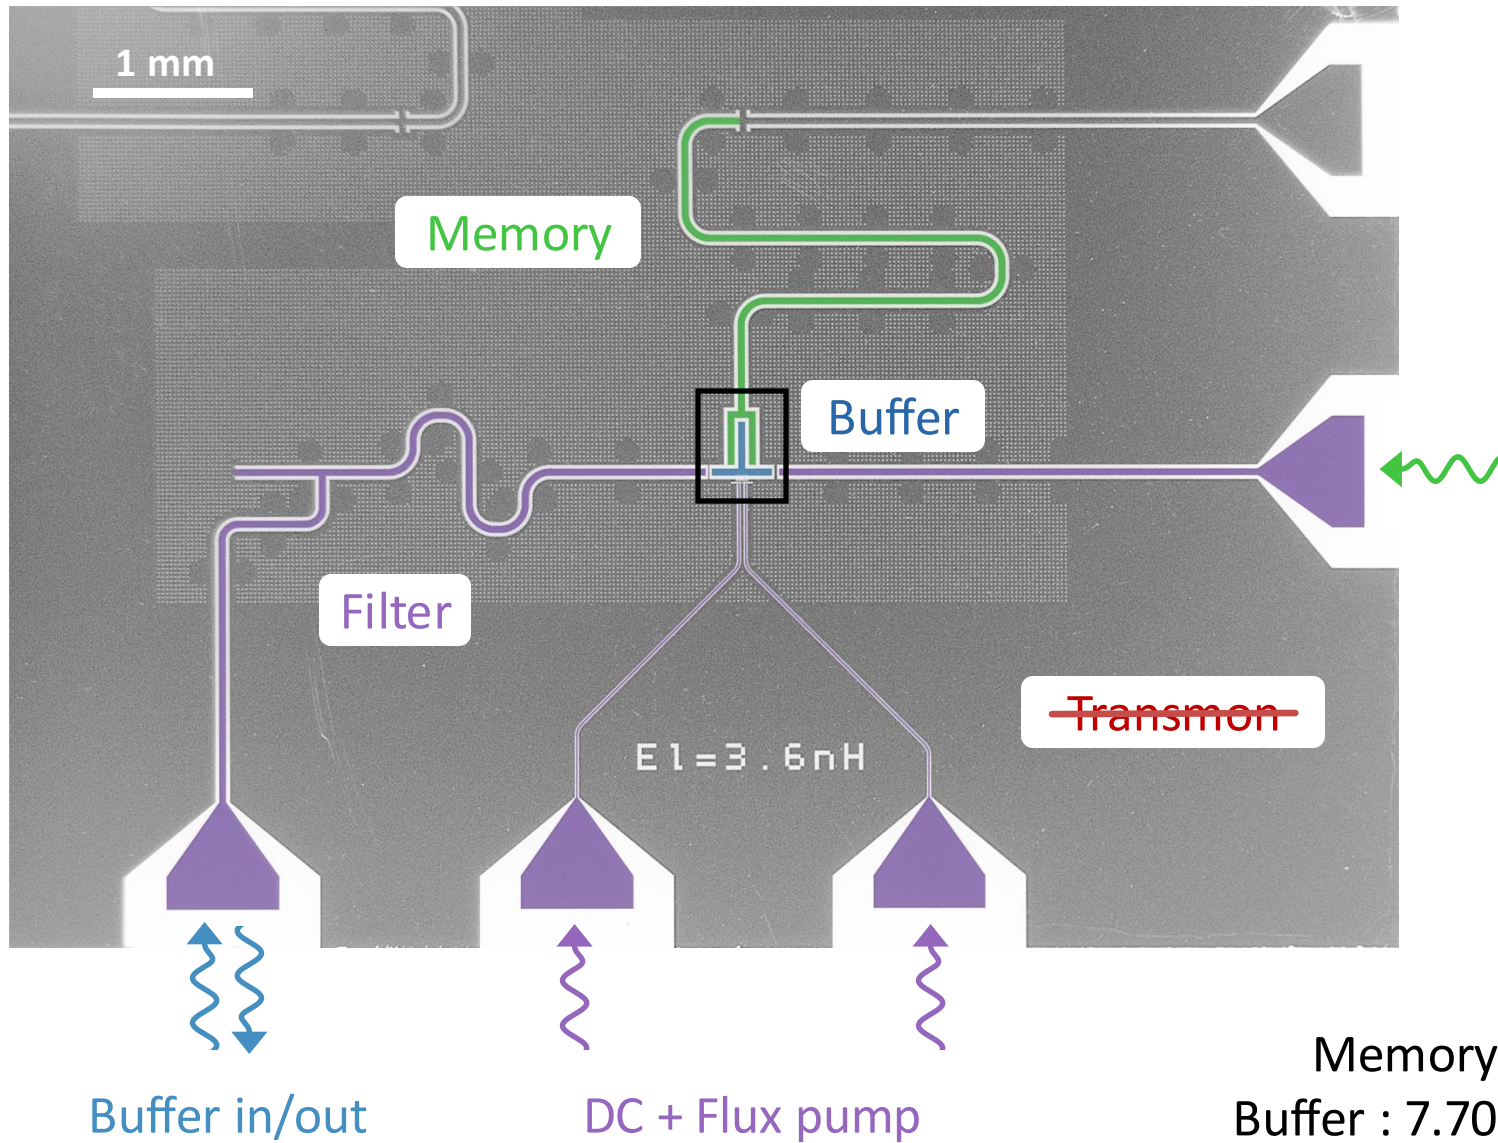 1 mm
Memory
Buffer
Filter
Transmon
El=3.6nH
Buffer in/out
DC + Flux pump
Memory
Buffer : 7.70